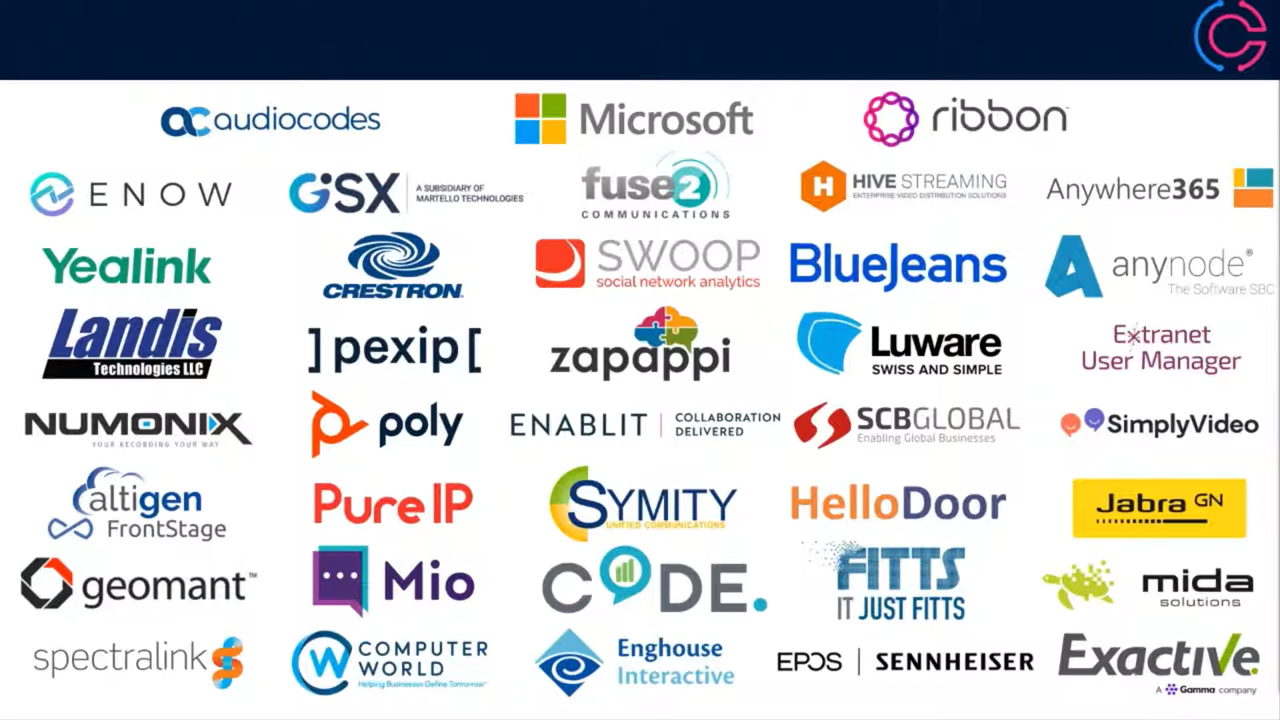 audiocodes
Microsoft
ribbon
ENOW
GSX
A SUBSIDIARY OF
MARTELLO TECHNOLOGIES
fuse2
COMMUNICATIONS
HIVE STREAMING
ENTERPRISE VIDEO DISTRIBUTION SOLUTIONS
Anywhere365
Yealink
CRESTRON
SWOOP
social network analytics
BlueJeans
anynode®
The Software SBC
Landis
Technologies LLC
]pexip[
zapappi
Luware
SWISS AND SIMPLE
Extranet
User Manager
NUMONIX
YOUR RECORDING YOUR WAY
poly
ENABLIT
COLLABORATION
DELIVERED
SCBGLOBAL
Enabling Global Businesses
SimplyVideo
altigen
FrontStage
PureIP
SYMITY
UNIFIED COMMUNICATIONS
HelloDoor
Jabra GN
geomant™
Mio
CODE.
FITTS
IT JUST FITTS
mida
solutions
spectralink
COMPUTER
WORLD
Helping Businesses Define Tomorrow
Enghouse
Interactive
EPOS | SENNHEISER
Exactive.
A Gamma company